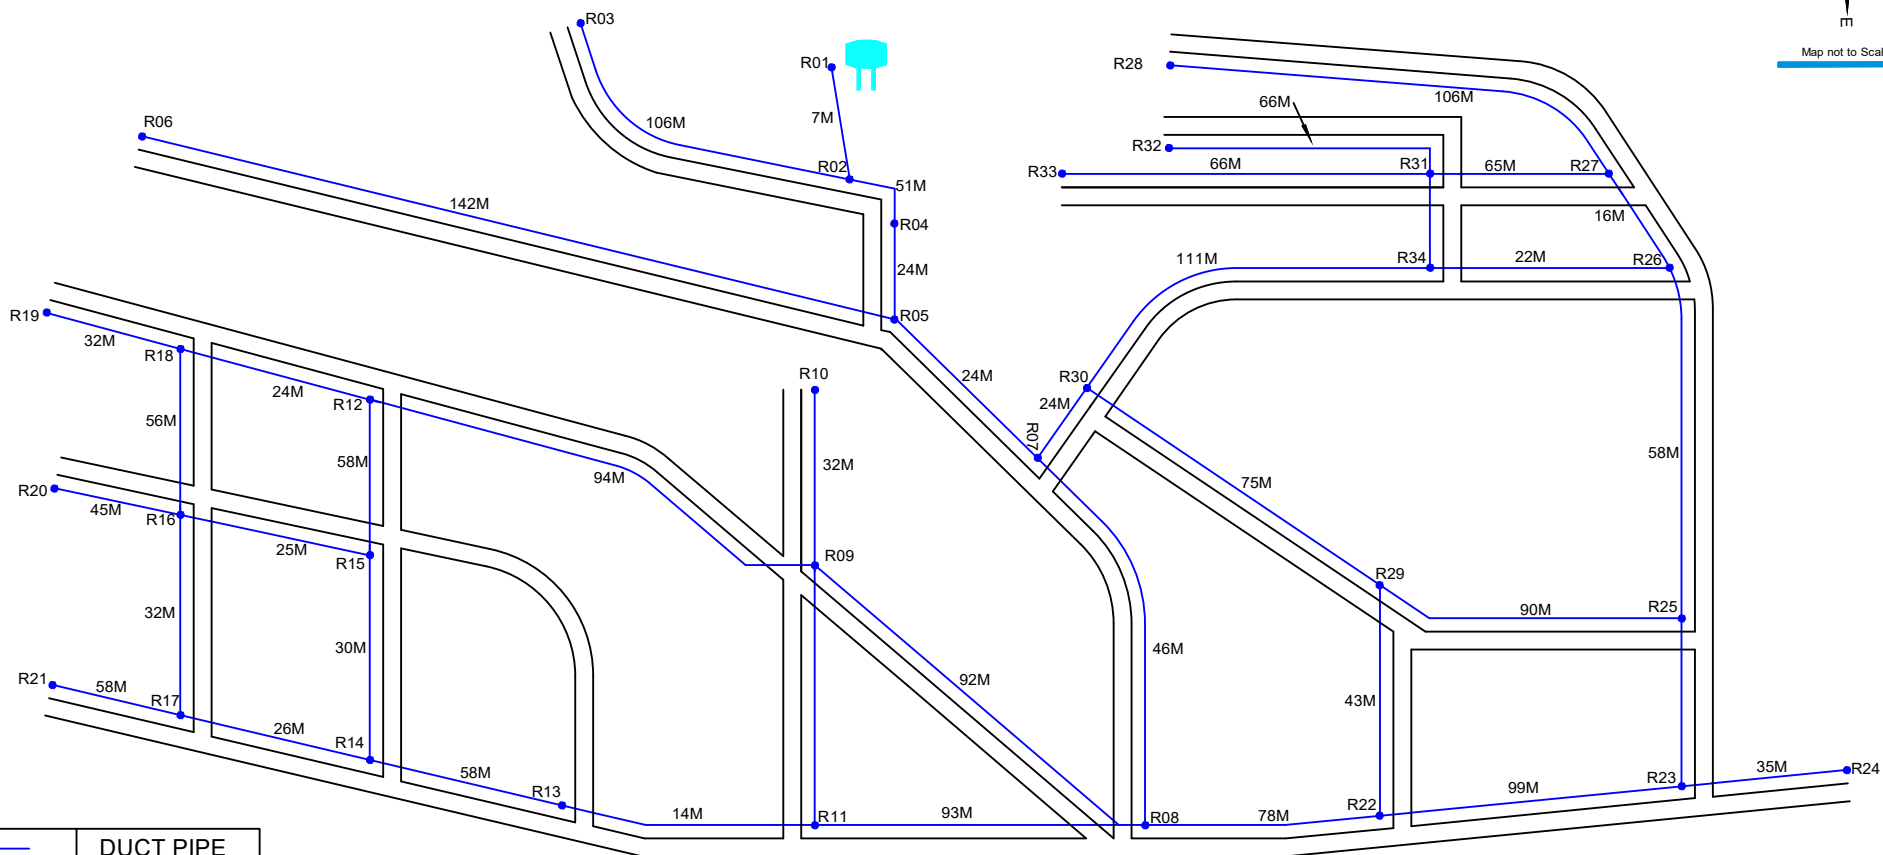 R03
E
Map not to Scal
R01
R28
106M
66M
7M
106M
R06
R32
R02
R33
66M
R31
65M
R27
51M
142M
R04
16M
24M
111M
R34
22M
R26
R19
R05
32M
R18
24M
R12
R10
24M
R30
24M
R07
56M
58M
94M
32M
58M
75M
R20
45M
R16
25M
R15
R09
R29
32M
30M
90M
R25
46M
R21
58M
R17
92M
43M
26M
R14
58M
R13
14M
R11
93M
R08
78M
R22
99M
R23
35M
R24
DUCT PIPE